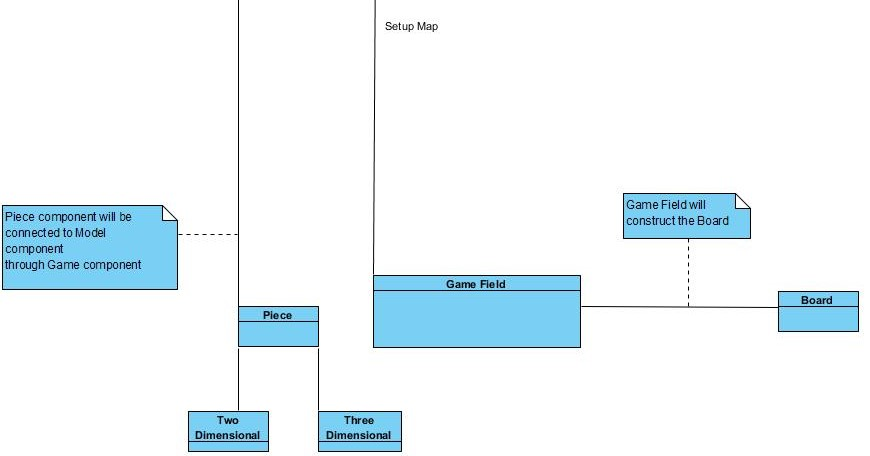 Setup Map
Piece component will be
connected to Model
component
through Game component
Game Field will
construct the Board
Game Field
Board
Piece
Two
Dimensional
Three
Dimensional